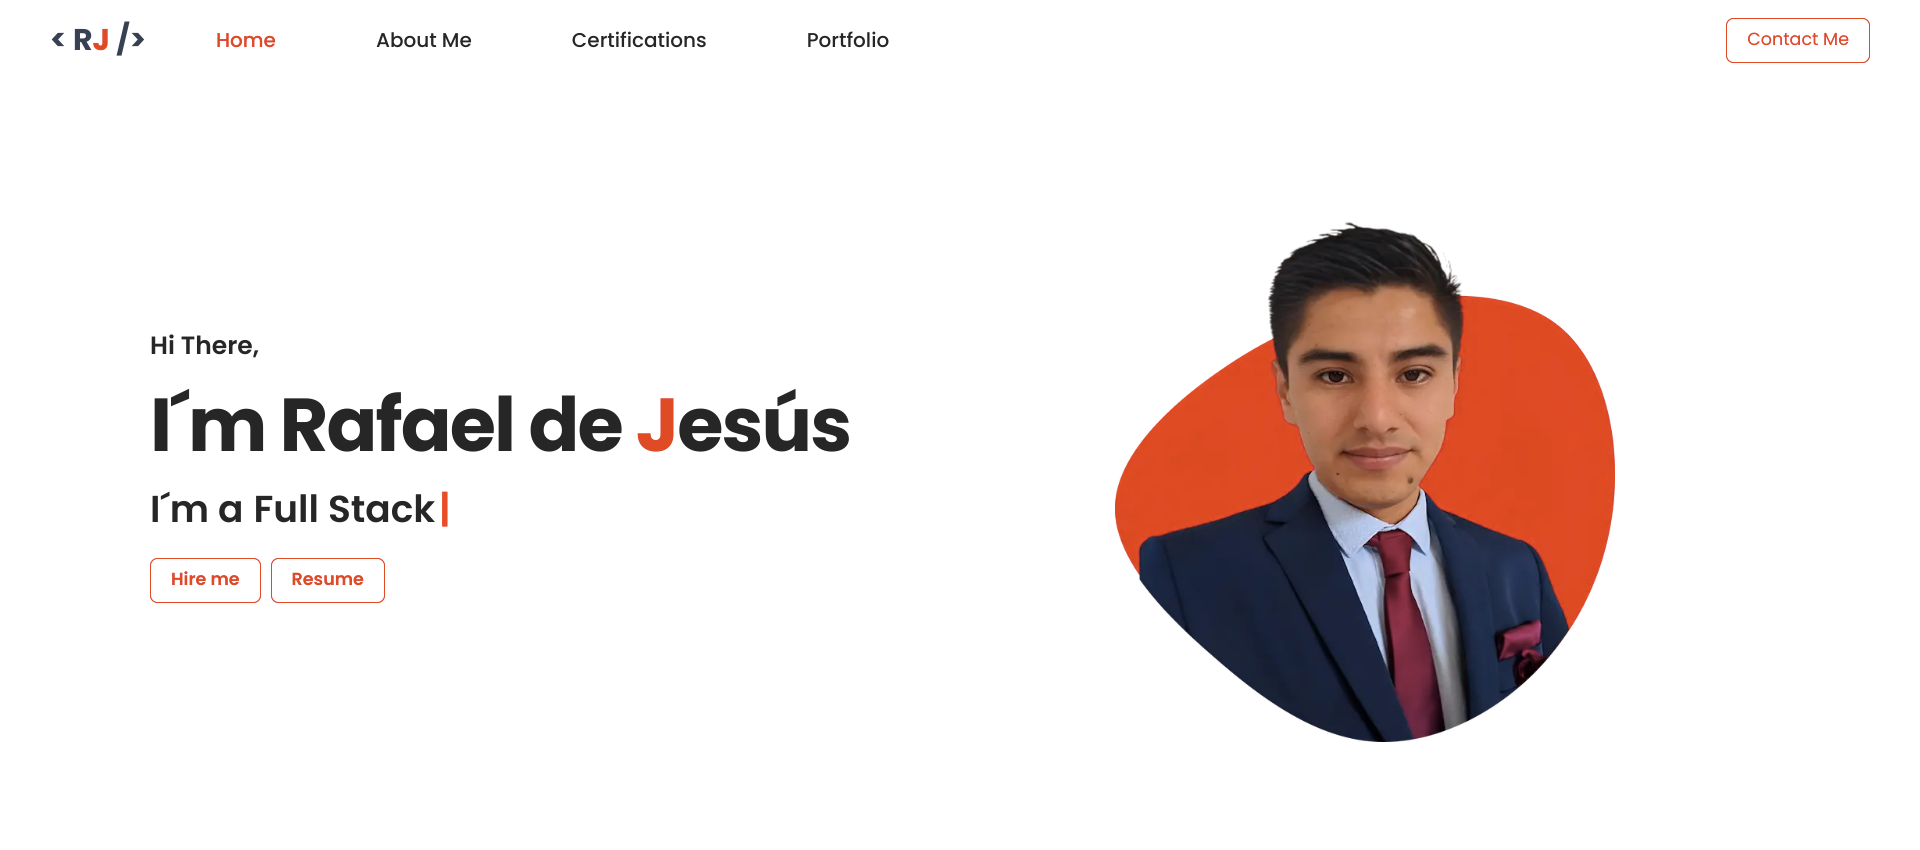 < RJ />
Home
About Me
Certifications
Portfolio
Contact Me
Hi There,
I´m Rafael de Jesús
I´m a Full Stack
Hire me
Resume